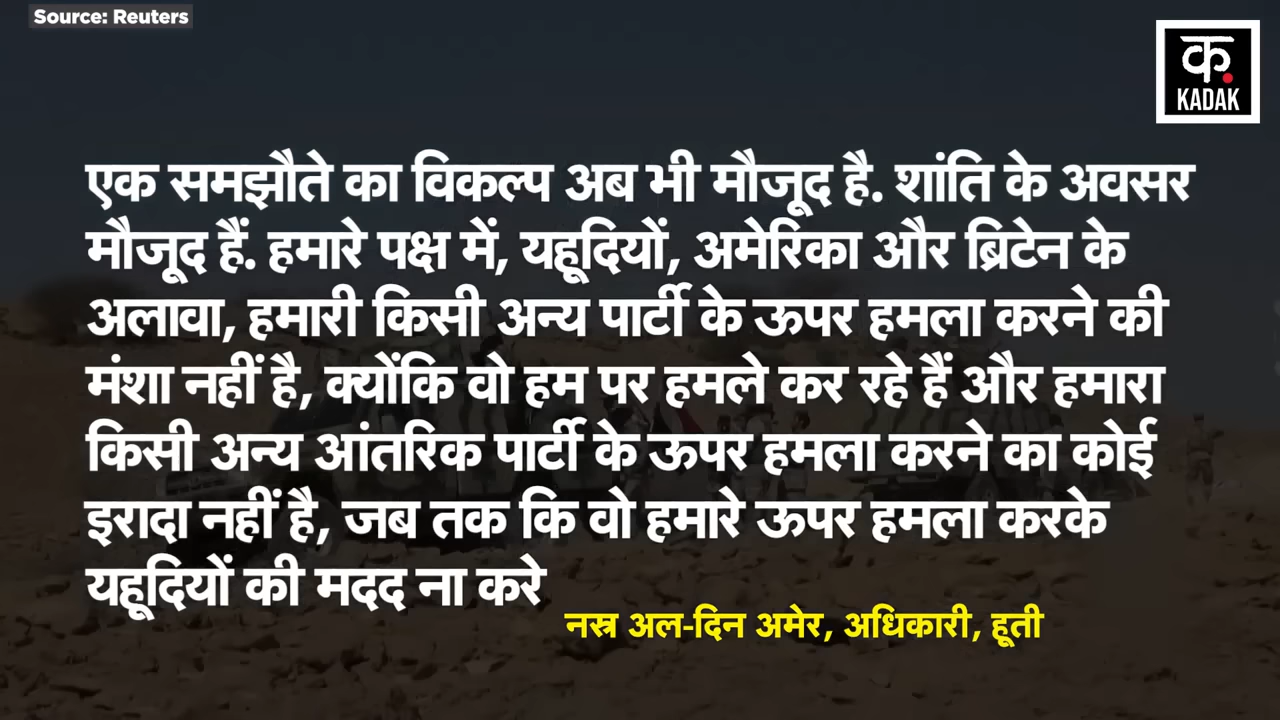 Source: Reuters
क.
KADAK
एक समझौते का विकल्प अब भी मौजूद है. शांति के अवसर
मौजूद हैं. हमारे पक्ष में, यहूदियों, अमेरिका और ब्रिटेन के
अलावा, हमारी किसी अन्य पार्टी के ऊपर हमला करने की
मंशा नहीं है, क्योंकि वो हम पर हमले कर रहे हैं और हमारा
किसी अन्य आंतरिक पार्टी के ऊपर हमला करने का कोई
इरादा नहीं है, जब तक कि वो हमारे ऊपर हमला करके
यहूदियों की मदद ना करे
नस्र अल-दिन अमेर, अधिकारी, हूती